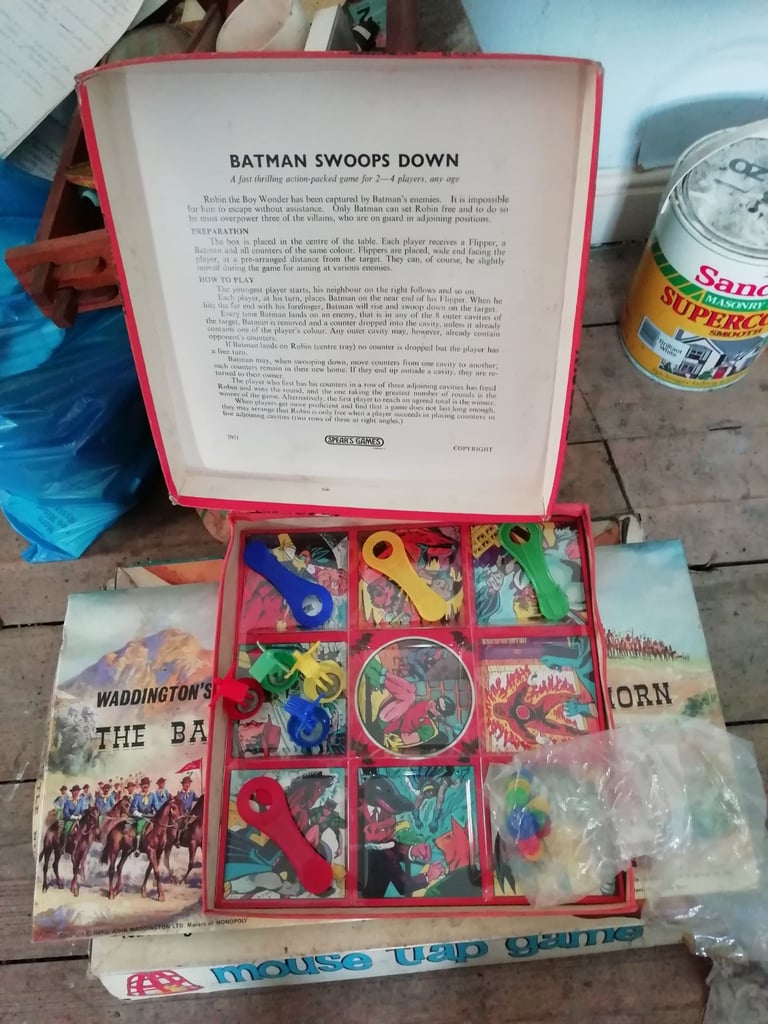 BATMAN SWOOPS DOWN
A fast thrilling action-packed game for 2—4 players, any age
Robin the Boy Wonder has been captured by Batman's enemies. It is impossible
for him to escape without assistance. Only Batman can set Robin free and to do so
he must overpower three of the villains, who are on guard in adjoining positions.
PREPARATION
The box is placed in the centre of the table. Each player receives a Flipper, a
Batman and all counters of the same colour. Flippers are placed, wide end facing the
player, at a pre-arranged distance from the target. They can, of course, be slightly
moved during the game for aiming at various enemies.
HOW TO PLAY
The youngest player starts, his neighbour on the right follows and so on.
Each player, at his turn, places Batman on the near end of his Flipper. When he
hits the far end with his forefinger, Batman will rise and swoop down on the target.
Every time Batman lands on an enemy, that is in any of the 8 outer cavities of
the target, Batman is removed and a counter dropped into the cavity, unless it already
contains one of the player's colour. Any outer cavity may, however, already contain
opponent's counters.
If Batman lands on Robin (centre tray) no counter is dropped but the player has
a free turn.
Batman may, when swooping down, move counters from one cavity to another;
such counters remain in their new home. If they end up outside a cavity, they are re-
turned to their owner.
The player who first has his counters in a row of three adjoining cavities has freed
Robin and wins the round, and the one taking the greatest number of rounds is the
winner of the game. Alternatively, the first player to reach an agreed total is the winner.
When players get more proficient and find that a game does not last long enough,
they may arrange that Robin is only free when a player succeeds in placing counters in
five adjoining cavities (two rows of three at right angles.)
2051
SPEAR'S GAMES
COPYRIGHT
Sand
MASONRY
SUPERCO
SMOOTH
Brilliant
White
WADDINGTON'S
THE BA
HORN
JOHN WADDINGTON LTD. Makers of MONOPOLY
mouse trap game